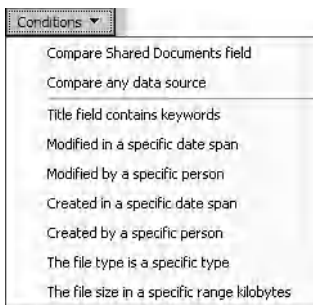 Conditions
Compare Shared Documents field
Compare any data source
Title field contains keywords
Modified in a specific date span
Modified by a specific person
Created in a specific date span
Created by a specific person
The file type is a specific type
The file size in a specific range kilobytes